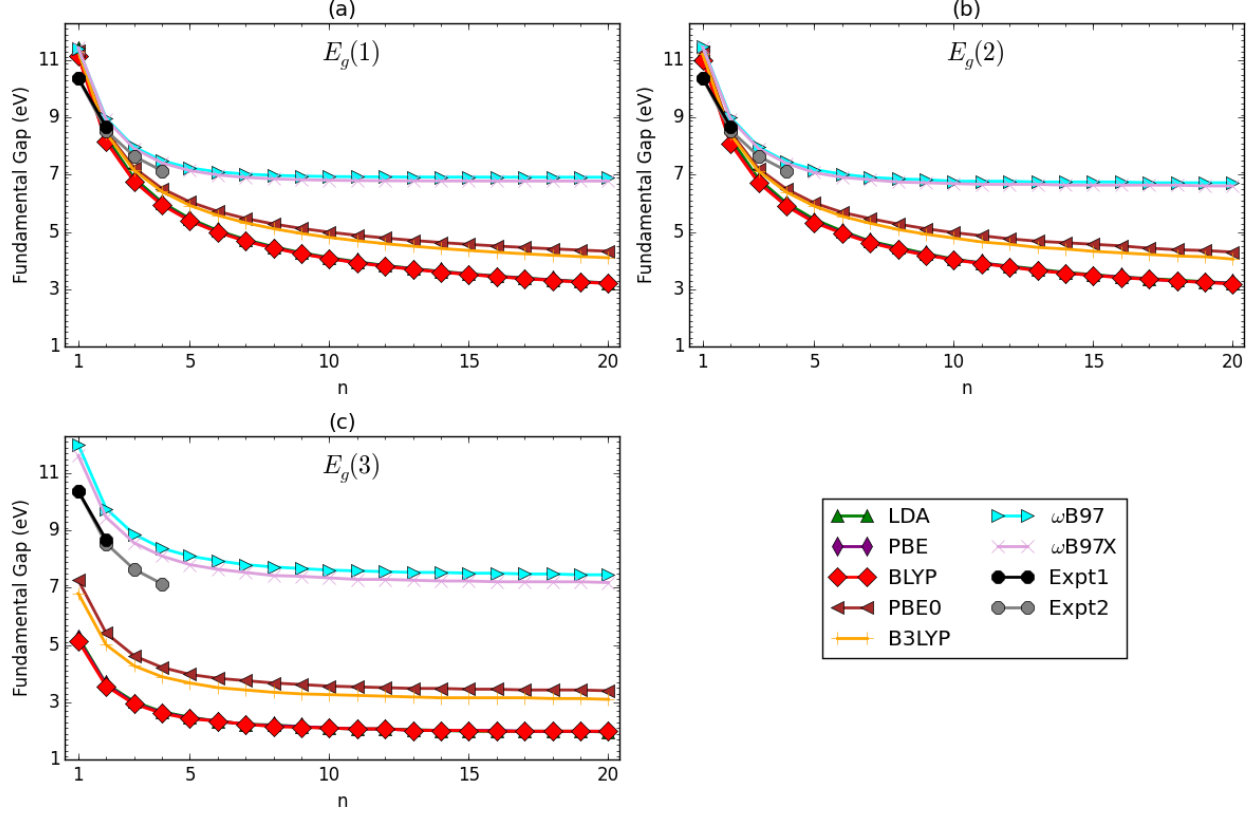 (a)
E_g(1)
Fundamental Gap (eV)
11
9
7
5
3
1
1 5 10 15 20
n
(b)
E_g(2)
Fundamental Gap (eV)
11
9
7
5
3
1
1 5 10 15 20
n
(c)
E_g(3)
Fundamental Gap (eV)
11
9
7
5
3
1
1 5 10 15 20
n
LDA
PBE
BLYP
PBE0
B3LYP
ωB97
ωB97X
Expt1
Expt2